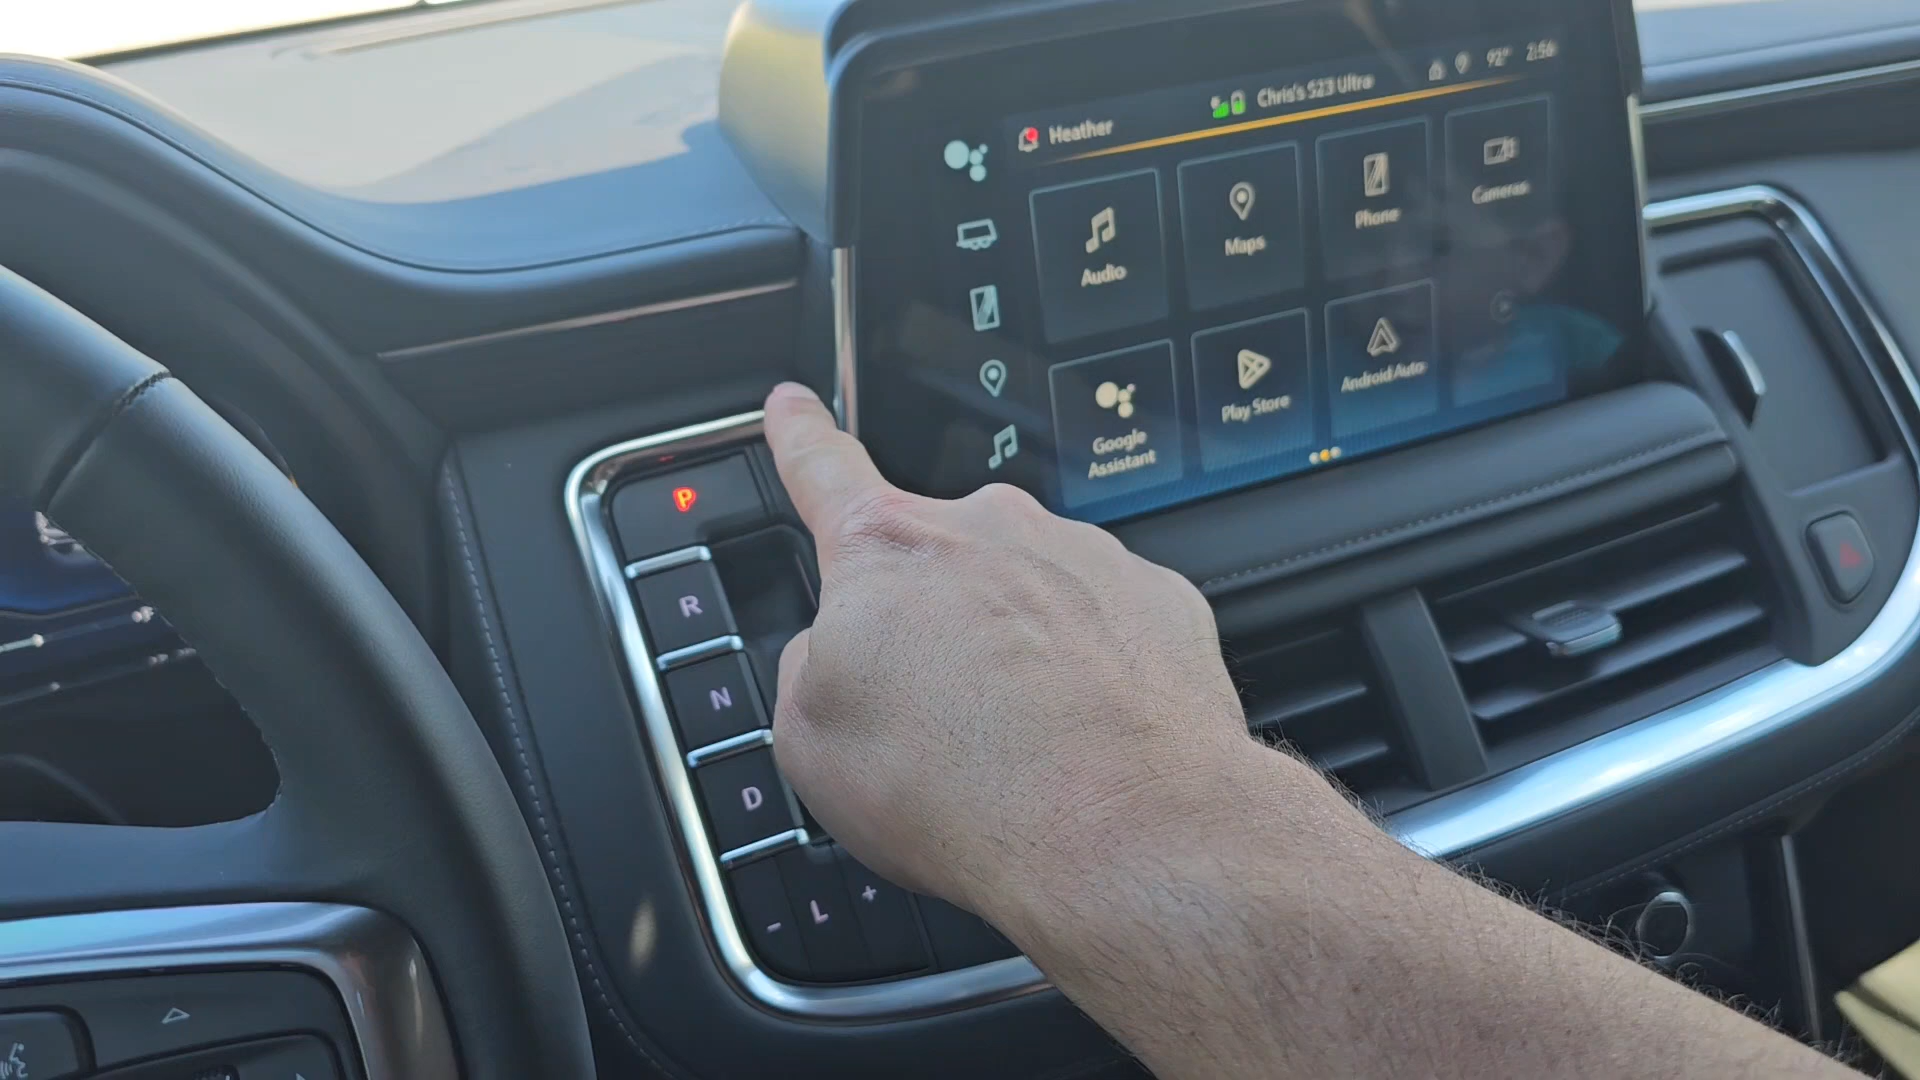 92° 2:56
Chris's S23 Ultra
Heather
Audio
Maps
Phone
Cameras
Google
Assistant
Play Store
Android Auto
P
R
N
D
- L +